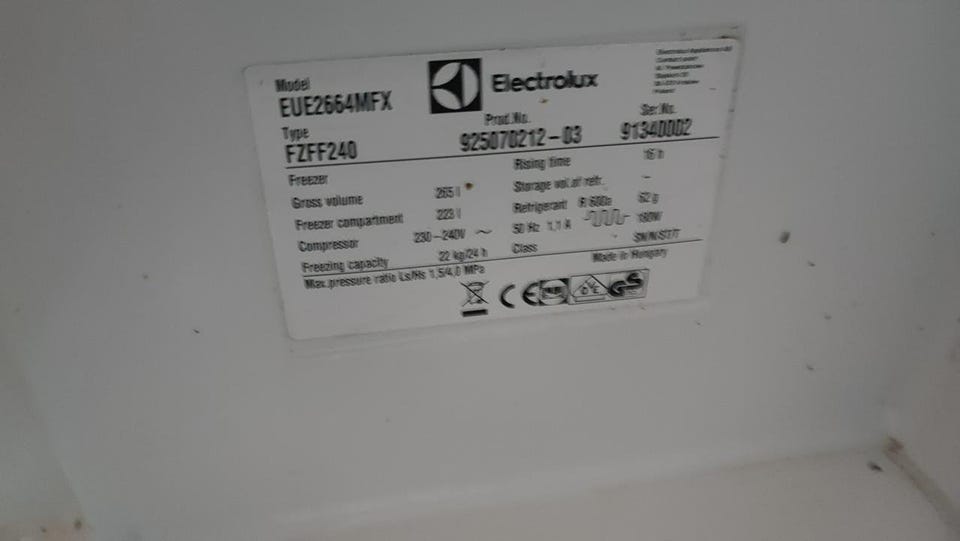 Model
EUE2664MFX
Electrolux
Type
FZFF240
Prod.No.
925070212-03
Ser.No.
91340002
Freezer
Rising time 16 h
Gross volume 265 l
Storage vol. of refr. -
Freezer compartment 223 l
Refrigerant R 600a 62 g
Compressor 230-240V ~
50 Hz 1,1 A 180W
Freezing capacity 22 kg/24 h
Class SN/N/ST/T
Max.pressure ratio Ls/Hs 1,5/4,0 MPa
Made in Hungary
CE
GS